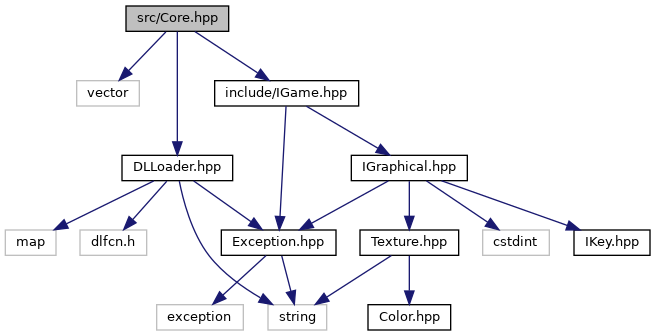 src/Core.hpp
vector
include/IGame.hpp
DLLoader.hpp
IGraphical.hpp
map
dlfcn.h
Exception.hpp
Texture.hpp
cstdint
IKey.hpp
exception
string
Color.hpp